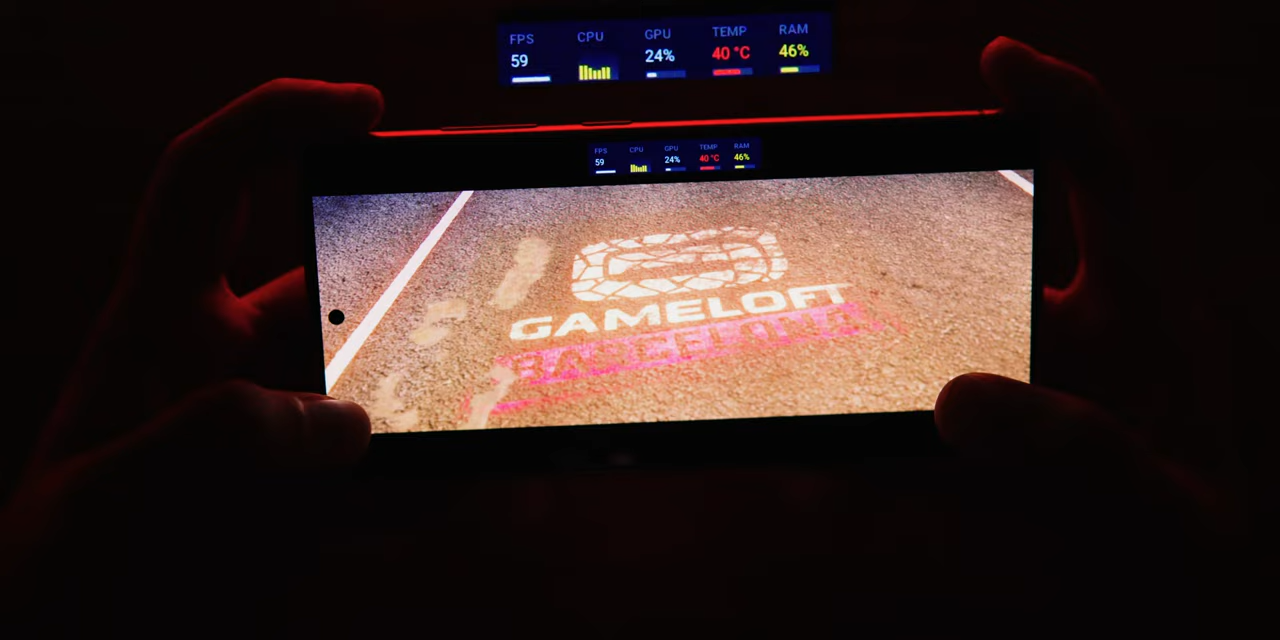 FPS CPU GPU TEMP RAM
59 24% 40 °C 46%
FPS CPU GPU TEMP RAM
59 24% 40 °C 46%
GAMELOFT
BARCELONA